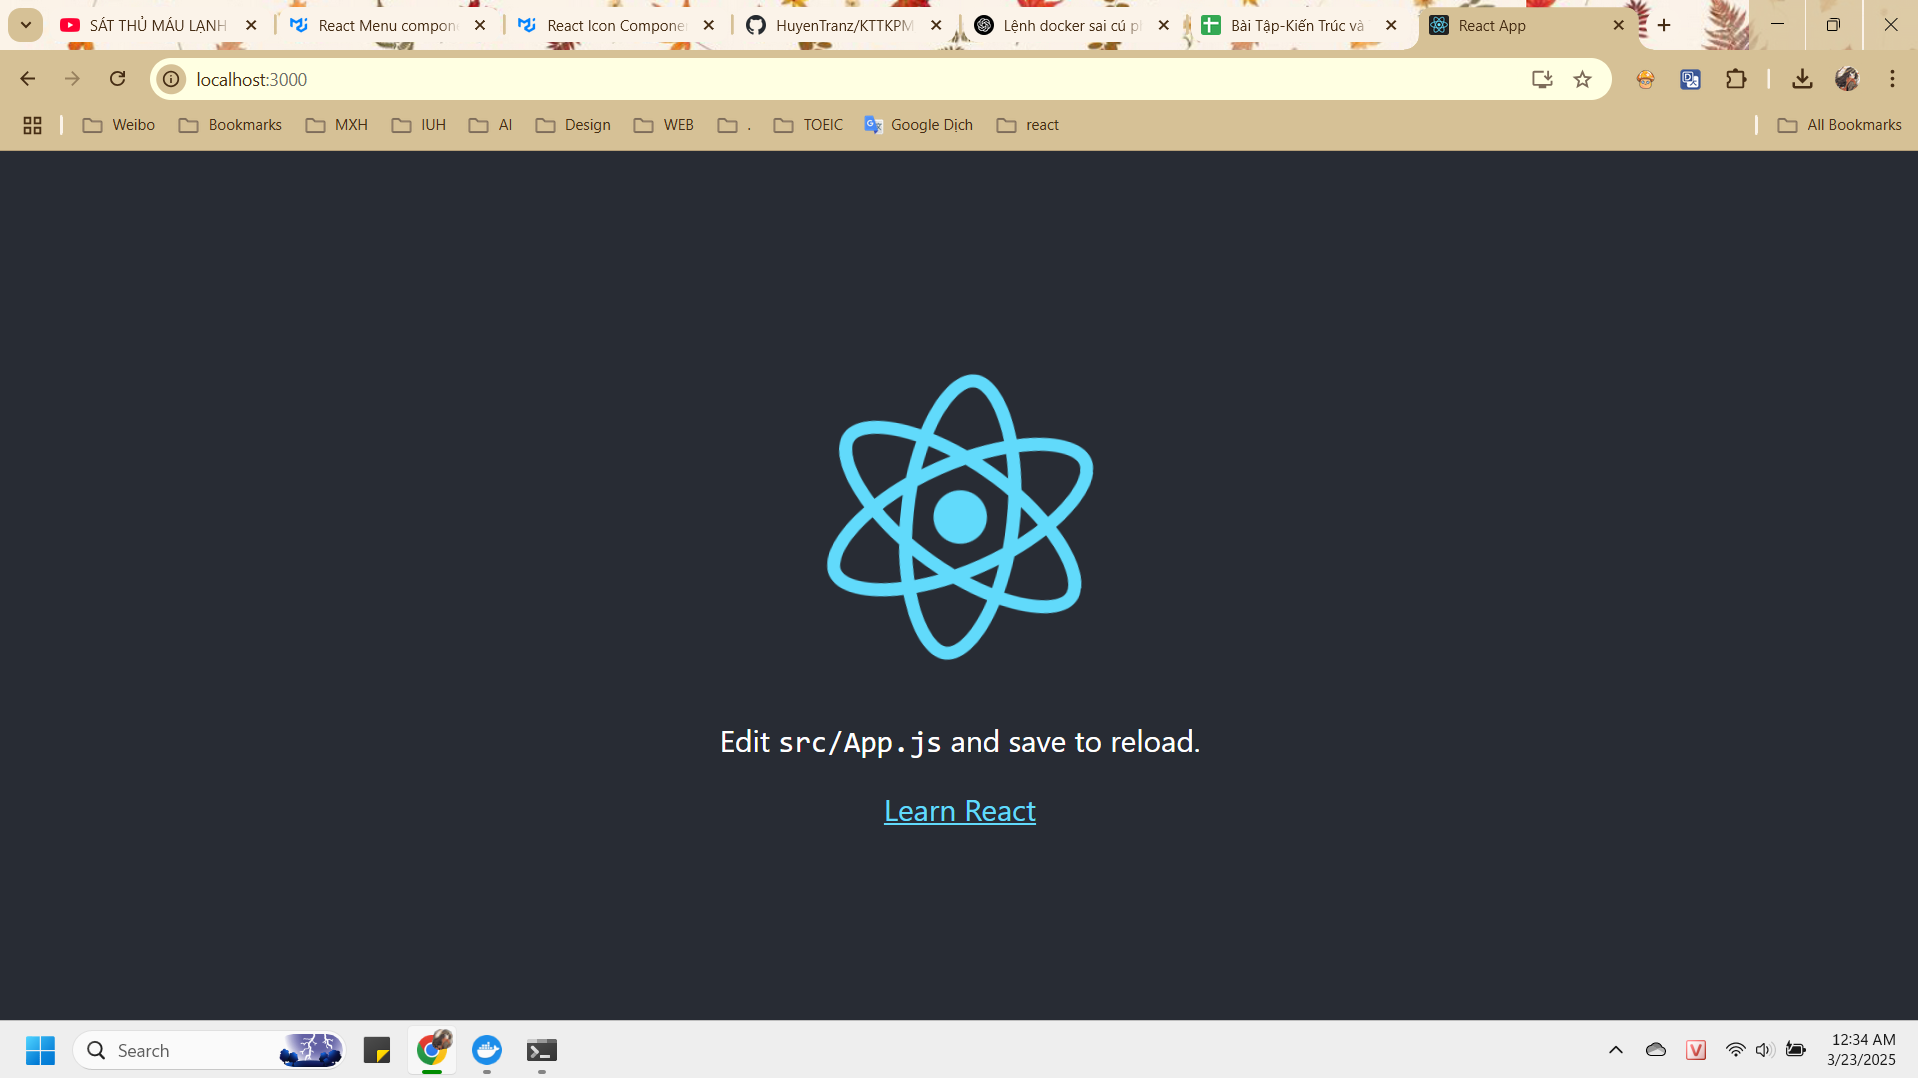 SÁT THỦ MÁU LẠNH
React Menu compon
React Icon Componen
HuyenTranz/KTTKPM
Lệnh docker sai cú p
Bài Tập-Kiến Trúc và
React App
localhost:3000
Weibo
Bookmarks
MXH
IUH
AI
Design
WEB
.
TOEIC
Google Dịch
react
All Bookmarks
Edit src/App.js and save to reload.
Learn React
Search
12:34 AM
3/23/2025